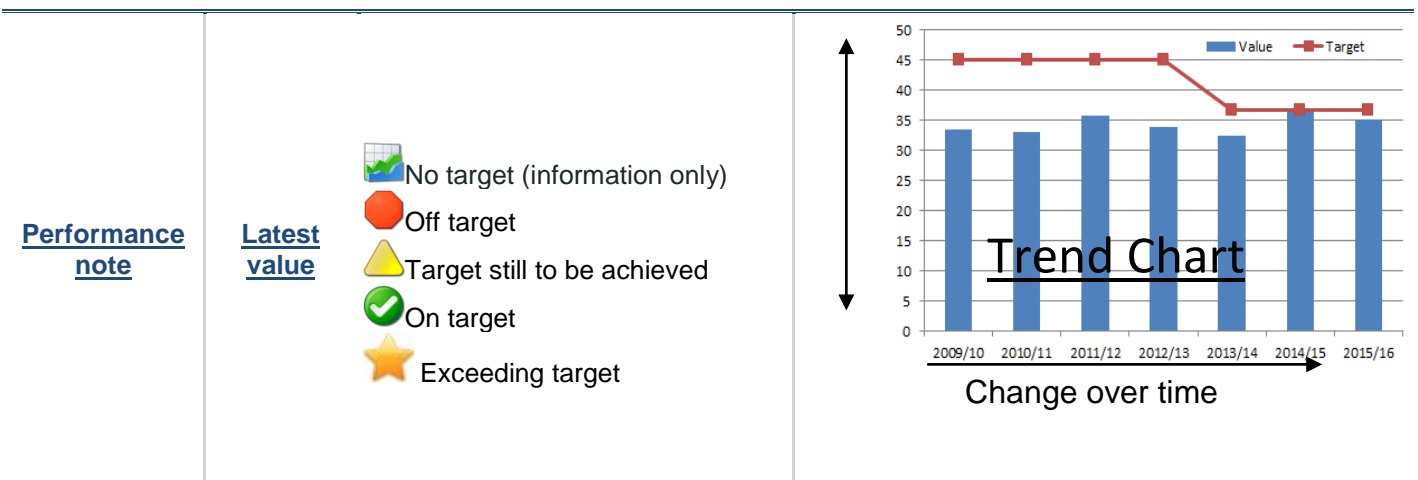 Performance
note
Latest
value
No target (information only)
Off target
Target still to be achieved
On target
Exceeding target
50
45
40
35
30
25
20
15
10
5
0
Value Target
Trend Chart
2009/10 2010/11 2011/12 2012/13 2013/14 2014/15 2015/16
Change over time